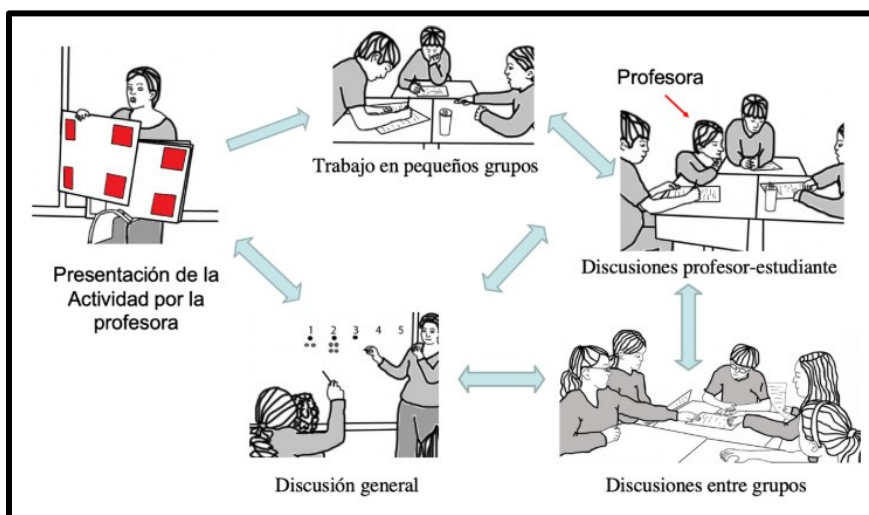 Profesora
Trabajo en pequeños grupos
Discusiones profesor-estudiante
Presentación de la
Actividad por la
profesora
1 2 3 4 5
Discusión general
Discusiones entre grupos